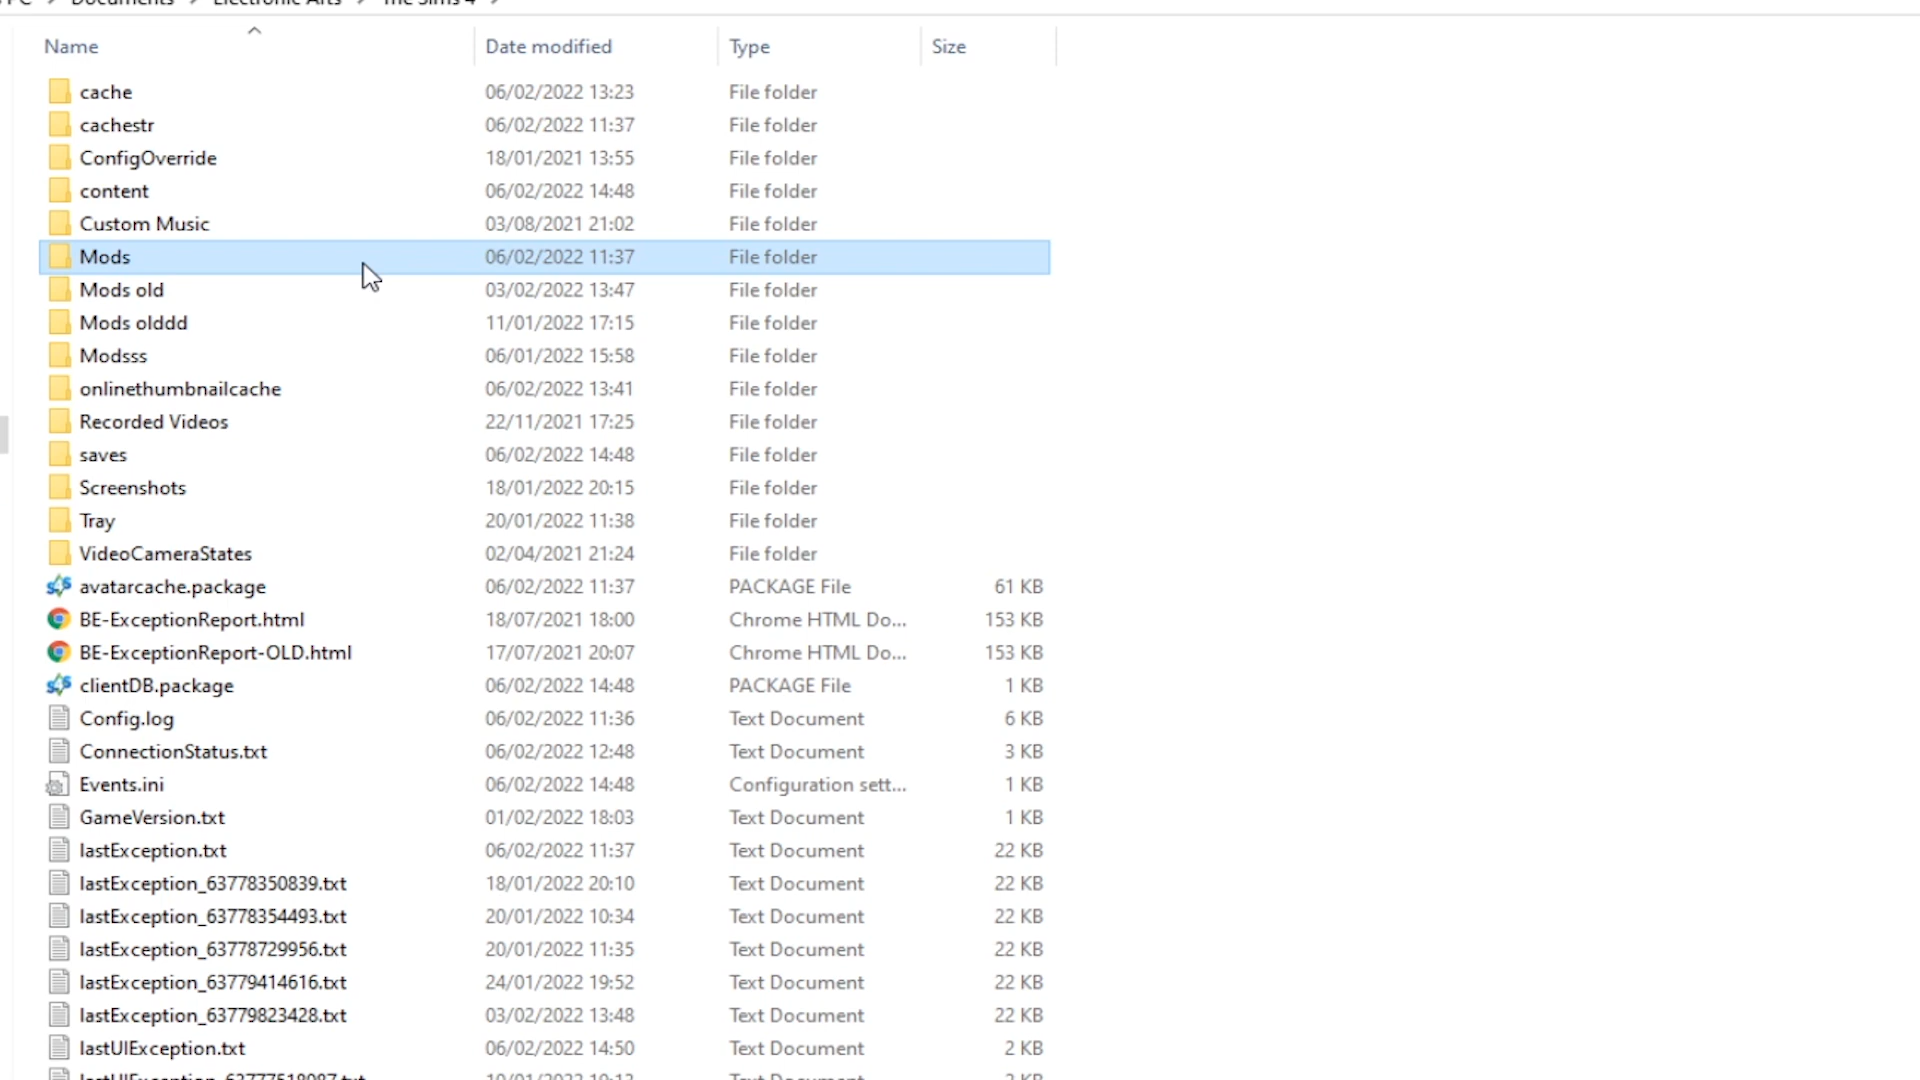 PC > Documents > Electronic Arts > The Sims 4 >
Name Date modified Type Size
cache 06/02/2022 13:23 File folder
cachestr 06/02/2022 11:37 File folder
ConfigOverride 18/01/2021 13:55 File folder
content 06/02/2022 14:48 File folder
Custom Music 03/08/2021 21:02 File folder
Mods 06/02/2022 11:37 File folder
Mods old 03/02/2022 13:47 File folder
Mods olddd 11/01/2022 17:15 File folder
Modsss 06/01/2022 15:58 File folder
onlinethumbnailcache 06/02/2022 13:41 File folder
Recorded Videos 22/11/2021 17:25 File folder
saves 06/02/2022 14:48 File folder
Screenshots 18/01/2022 20:15 File folder
Tray 20/01/2022 11:38 File folder
VideoCameraStates 02/04/2021 21:24 File folder
avatarcache.package 06/02/2022 11:37 PACKAGE File 61 KB
BE-ExceptionReport.html 18/07/2021 18:00 Chrome HTML Do... 153 KB
BE-ExceptionReport-OLD.html 17/07/2021 20:07 Chrome HTML Do... 153 KB
clientDB.package 06/02/2022 14:48 PACKAGE File 1 KB
Config.log 06/02/2022 11:36 Text Document 6 KB
ConnectionStatus.txt 06/02/2022 12:48 Text Document 3 KB
Events.ini 06/02/2022 14:48 Configuration sett... 1 KB
GameVersion.txt 01/02/2022 18:03 Text Document 1 KB
lastException.txt 06/02/2022 11:37 Text Document 22 KB
lastException_63778350839.txt 18/01/2022 20:10 Text Document 22 KB
lastException_63778354493.txt 20/01/2022 10:34 Text Document 22 KB
lastException_63778729956.txt 20/01/2022 11:35 Text Document 22 KB
lastException_63779414616.txt 24/01/2022 19:52 Text Document 22 KB
lastException_63779823428.txt 03/02/2022 13:48 Text Document 22 KB
lastUIException.txt 06/02/2022 14:50 Text Document 2 KB